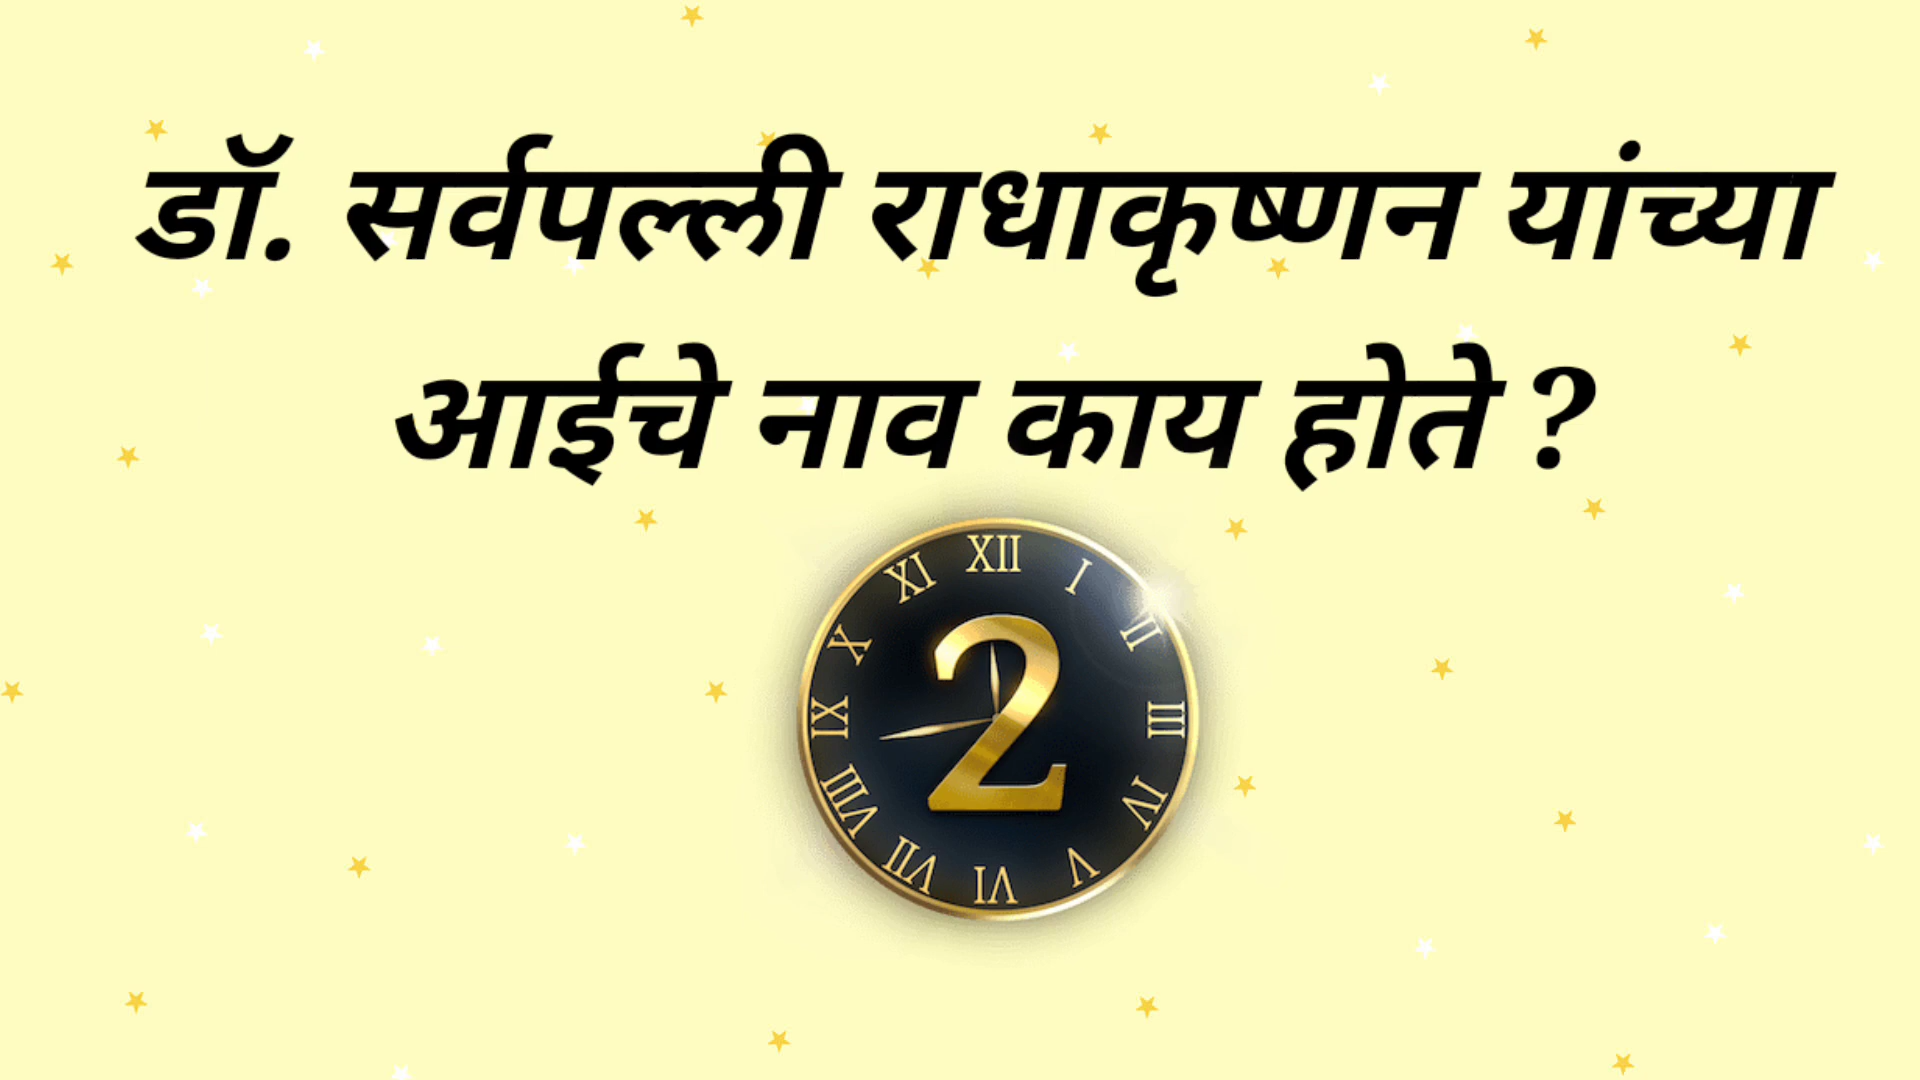 डॉ. सर्वपल्ली राधाकृष्णन यांच्या
आईचे नाव काय होते ?
XII
I
II
III
IV
V
VI
VII
VIII
IX
X
XI
2